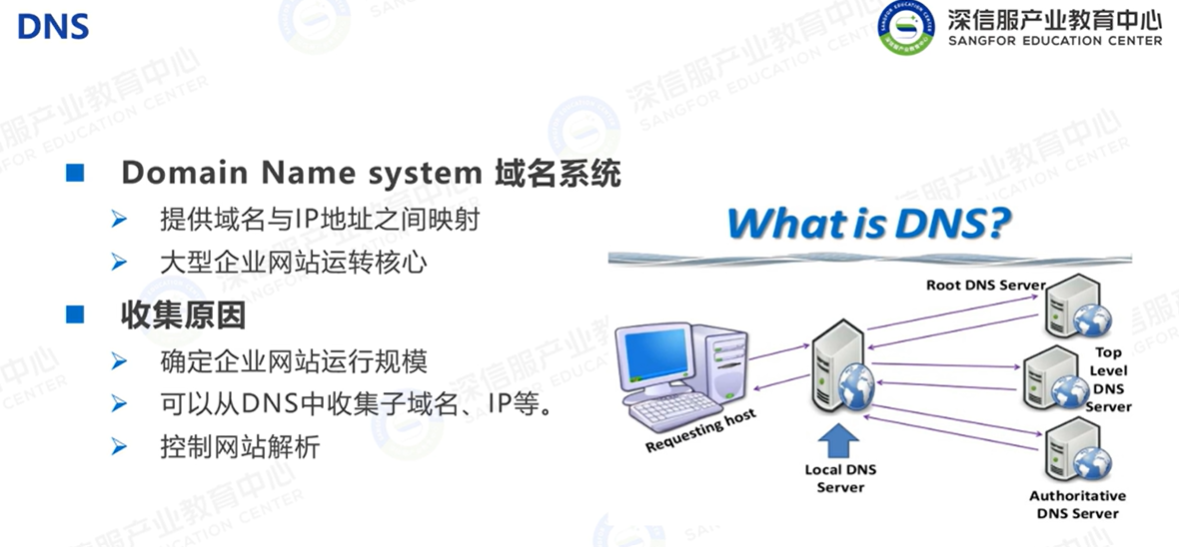 DNS
深信服产业教育中心
SANGFOR EDUCATION CENTER
Domain Name system 域名系统
提供域名与IP地址之间映射
大型企业网站运转核心
收集原因
确定企业网站运行规模
可以从DNS中收集子域名、IP等。
控制网站解析
What is DNS?
Root DNS Server
Top
Level
DNS
Server
Requesting host
Local DNS
Server
Authoritative
DNS Server